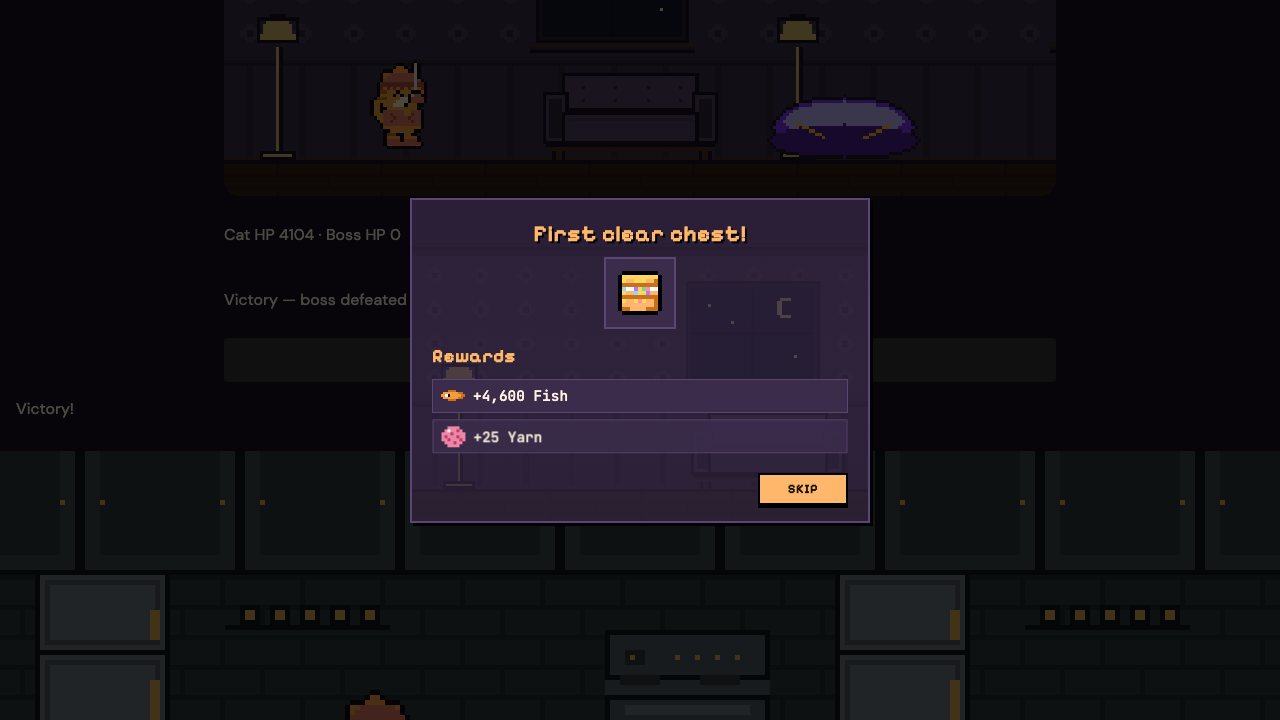 Cat HP 4104 · Boss HP 0
Victory — boss defeated
Victory!
First clear chest!
Rewards
+4,600 Fish
+25 Yarn
SKIP